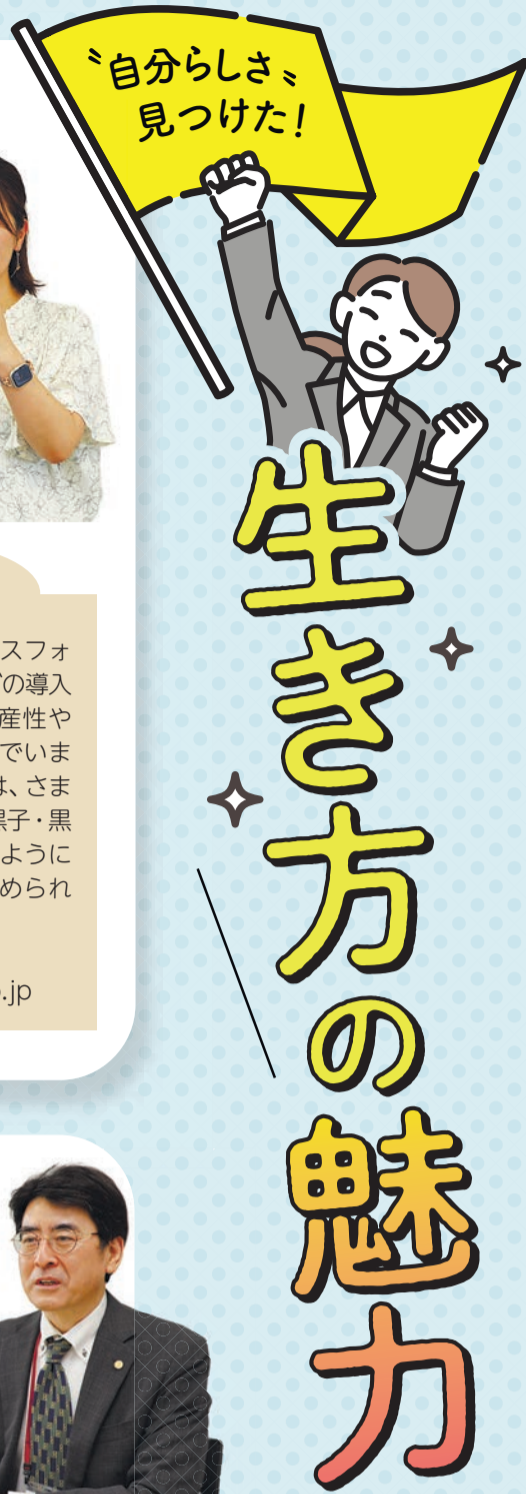 〝自分らしさ〟
見つけた!
生き方の魅力
スフォ
の導入
産性や
でいま
は、さま
黒子・黒
ように
められ
.jp